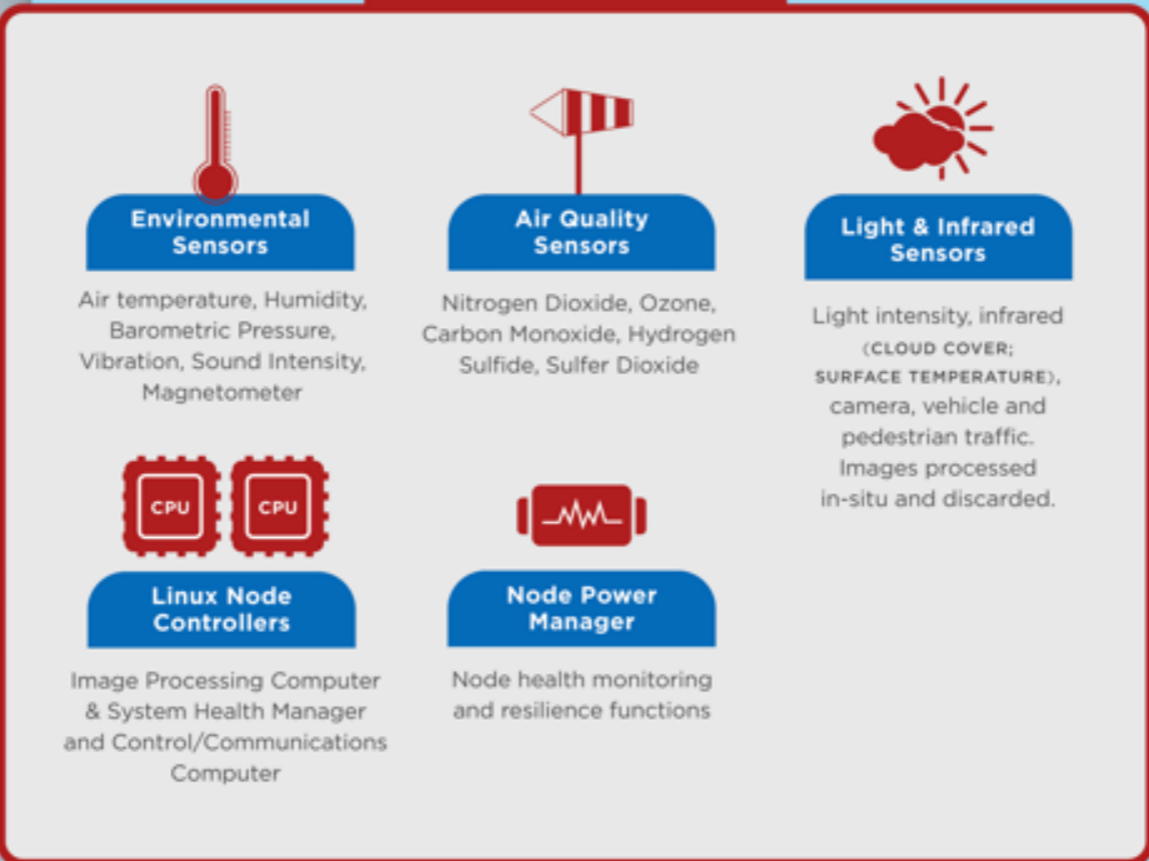 Environmental
Sensors
Air temperature, Humidity,
Barometric Pressure,
Vibration, Sound Intensity,
Magnetometer
Air Quality
Sensors
Nitrogen Dioxide, Ozone,
Carbon Monoxide, Hydrogen
Sulfide, Sulfer Dioxide
Light & Infrared
Sensors
Light intensity, infrared
(CLOUD COVER;
SURFACE TEMPERATURE),
camera, vehicle and
pedestrian traffic.
Images processed
in-situ and discarded.
CPU
CPU
Linux Node
Controllers
Image Processing Computer
& System Health Manager
and Control/Communications
Computer
Node Power
Manager
Node health monitoring
and resilience functions